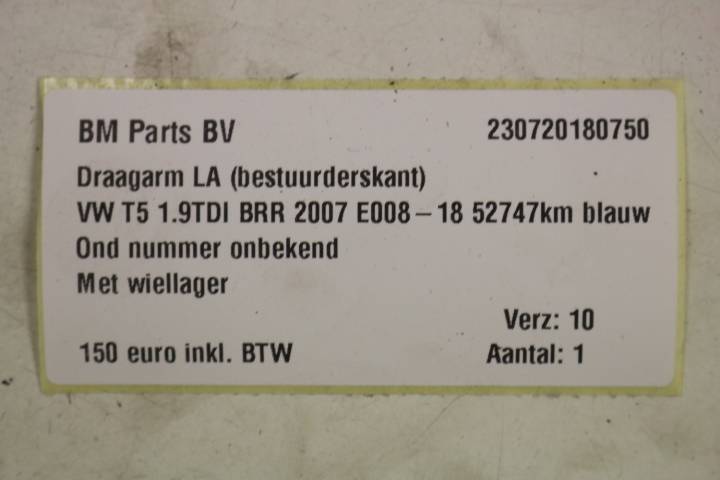 BM Parts BV 230720180750
Draagarm LA (bestuurderskant)
VW T5 1.9TDI BRR 2007 E008-18 52747km blauw
Ond nummer onbekend
Met wiellager
Verz: 10
150 euro inkl. BTW Aantal: 1